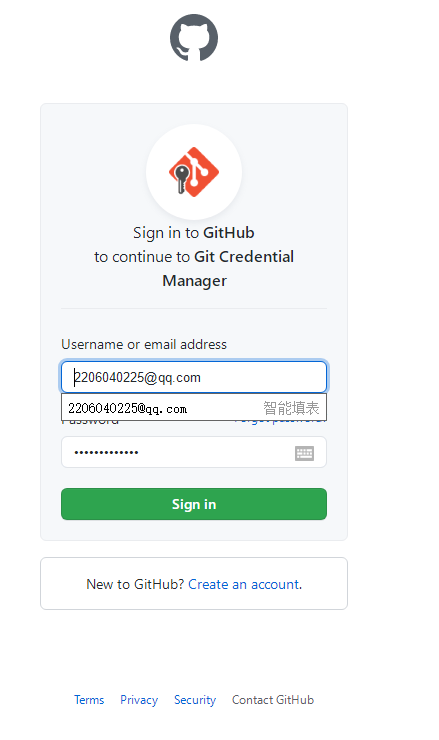 Sign in to GitHub
to continue to Git Credential
Manager
Username or email address
2206040225@qq.com
2206040225@qq.com 智能填表
Password Forgot password?
•••••••••••••
Sign in
New to GitHub? Create an account.
Terms Privacy Security Contact GitHub